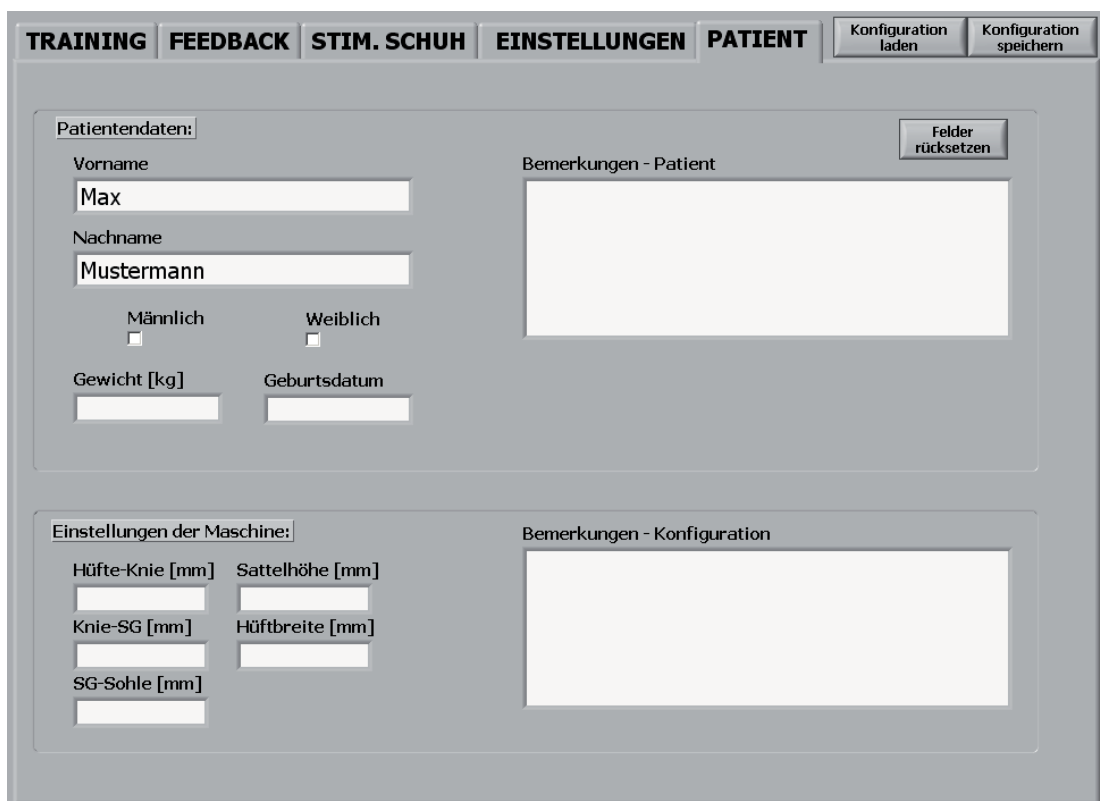 TRAINING FEEDBACK STIM. SCHUH EINSTELLUNGEN PATIENT
Konfiguration
laden
Konfiguration
speichern
Patientendaten:
Felder
rücksetzen
Vorname
Max
Nachname
Mustermann
Männlich Weiblich
Gewicht [kg] Geburtsdatum
Bemerkungen - Patient
Einstellungen der Maschine:
Hüfte-Knie [mm] Sattelhöhe [mm]
Knie-SG [mm] Hüftbreite [mm]
SG-Sohle [mm]
Bemerkungen - Konfiguration